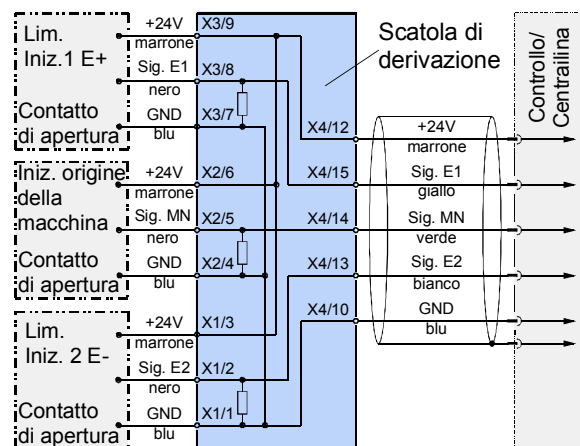 Lim.
Iniz.1 E+
Contatto
di apertura
+24V
marrone
Sig. E1
nero
GND
blu
X3/9
X3/8
X3/7
Iniz. origine
della
macchina
Contatto
di apertura
+24V
marrone
Sig. MN
nero
GND
blu
X2/6
X2/5
X2/4
Lim.
Iniz. 2 E-
Contatto
di apertura
+24V
marrone
Sig. E2
nero
GND
blu
X1/3
X1/2
X1/1
Scatola di
derivazione
X4/12
X4/15
X4/14
X4/13
X4/10
+24V
marrone
Sig. E1
giallo
Sig. MN
verde
Sig. E2
bianco
GND
blu
Controllo/
Centrailina